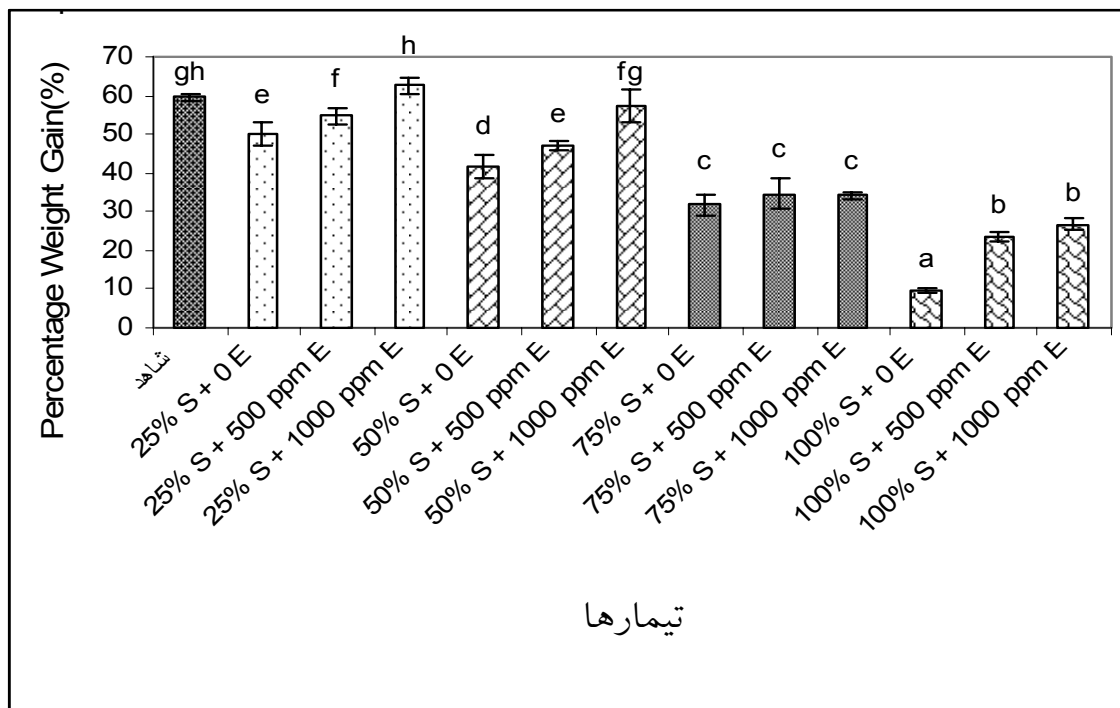 Percentage Weight Gain(%)
70
60
50
40
30
20
10
0
gh
e
f
h
d
e
fg
c
c
c
a
b
b
شاهد
25% S + 0 E
25% S + 500 ppm E
25% S + 1000 ppm E
50% S + 0 E
50% S + 500 ppm E
50% S + 1000 ppm E
75% S + 0 E
75% S + 500 ppm E
75% S + 1000 ppm E
100% S + 0 E
100% S + 500 ppm E
100% S + 1000 ppm E
تیمارها